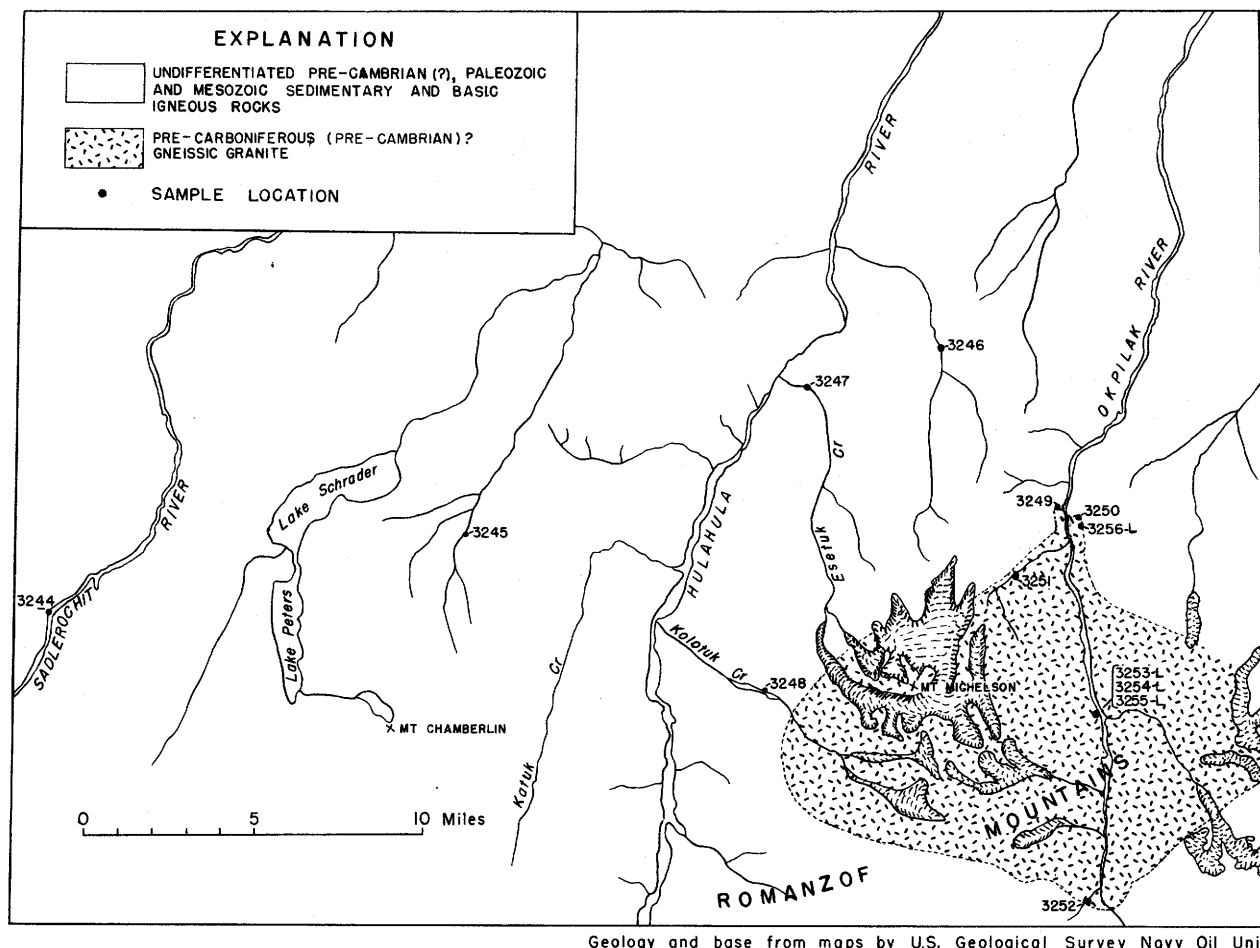 EXPLANATION
UNDIFFERENTIATED PRE-CAMBRIAN (?), PALEOZOIC
AND MESOZOIC SEDIMENTARY AND BASIC
IGNEOUS ROCKS
PRE-CARBONIFEROUS (PRE-CAMBRIAN)?
GNEISSIC GRANITE
SAMPLE LOCATION
RIVER
OKPILAK RIVER
3246
3247
Cr
Esetuk
Lake Schrader
RIVER
SADLEROCHIT
3245
HULAHULA
3249
3250
3256-L
3251
3244
Lake Peters
Kolotuk
Cr
3248
MT MICHELSON
3253-L
3254-L
3255-L
MT CHAMBERLIN
Cr
Katuk
0 5 10 Miles
ROMANZOF
MOUNTAINS
3252
Geology and base from maps by U.S. Geological Survey Navy Oil Uni